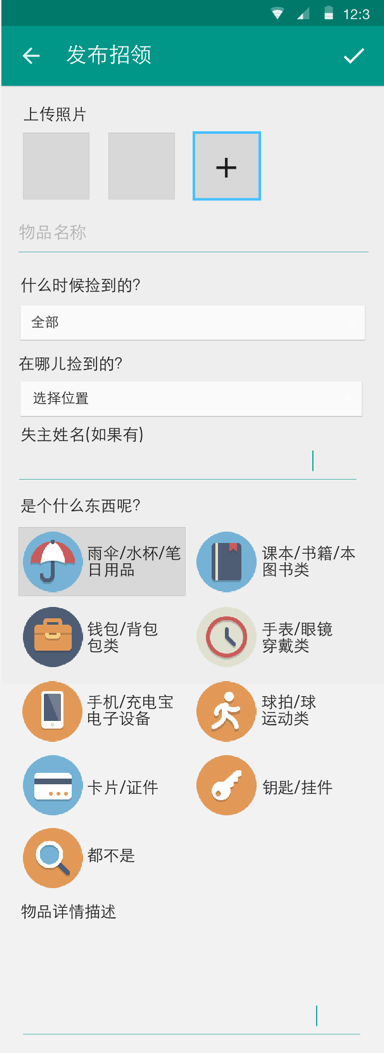 12:3
发布招领
上传照片
物品名称
什么时候捡到的?
全部
在哪儿捡到的?
选择位置
失主姓名(如果有)
是个什么东西呢?
雨伞/水杯/笔
日用品
课本/书籍/本
图书类
钱包/背包
包类
手表/眼镜
穿戴类
手机/充电宝
电子设备
球拍/球
运动类
卡片/证件
钥匙/挂件
都不是
物品详情描述